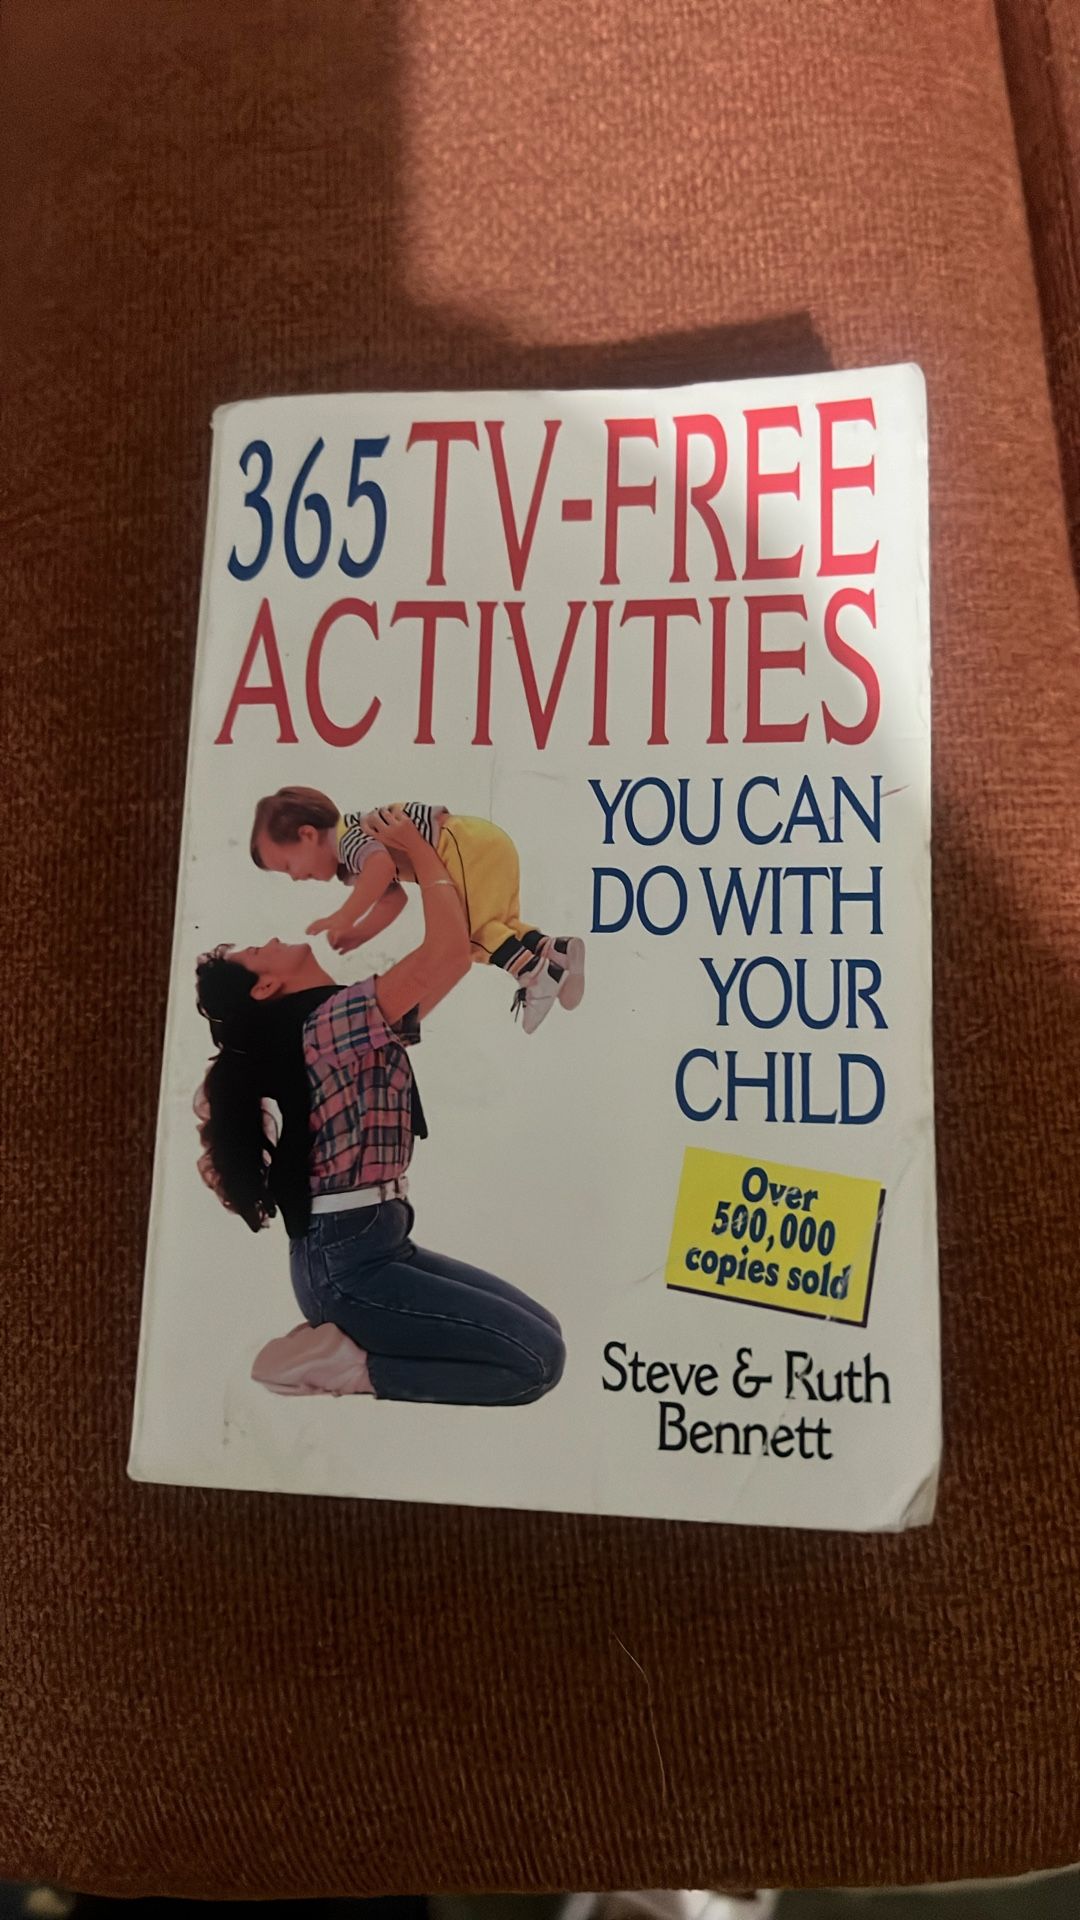 365 TV-FREE
ACTIVITIES
YOU CAN
DO WITH
YOUR
CHILD
Over
500,000
copies sold
Steve & Ruth
Bennett